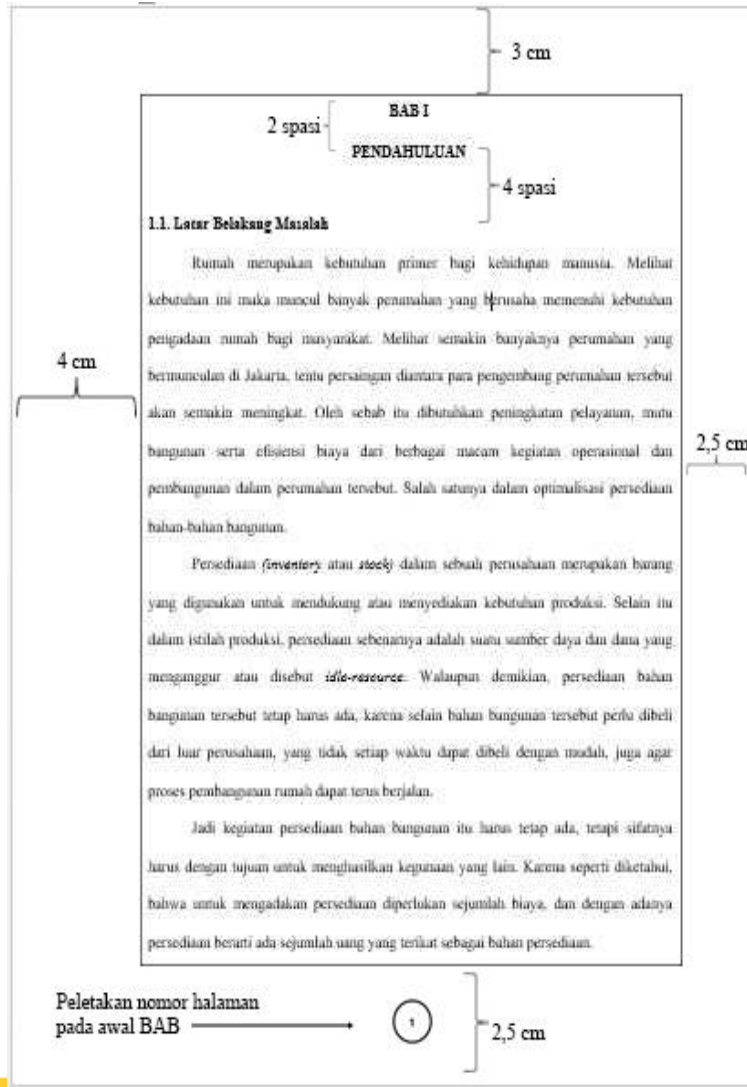 3 cm
BAB I
2 spasi
PENDAHULUAN
4 spasi
1.1. Latar Belakang Masalah
Rumah merupakan kebutuhan primer bagi kehidupan manusia. Melihat
kebutuhan ini maka muncul banyak perumahan yang berusaha memenuhi kebutuhan
pengadaan rumah bagi masyarakat. Melihat semakin banyaknya perumahan yang
4 cm
bermunculan di Jakarta, tentu persaingan diantara para pengembang perumahan tersebut
akan semakin meningkat. Oleh sebab itu dibutuhkan peningkatan pelayanan, mutu
bangunan serta efisiensi biaya dari berbagai macam kegiatan operasional dan
2,5 cm
pembangunan dalam perumahan tersebut. Salah satunya dalam optimalisasi persediaan
bahan-bahan bangunan.
Persediaan (inventory atau stock) dalam sebuah perusahaan merupakan barang
yang digunakan untuk mendukung atau menyediakan kebutuhan produksi. Selain itu
dalam istilah produksi, persediaan sebenarnya adalah suatu sumber daya dan dana yang
menganggur atau disebut idle-resource. Walaupun demikian, persediaan bahan
bangunan tersebut tetap harus ada, karena selain bahan bangunan tersebut perlu dibeli
dari luar perusahaan, yang tidak setiap waktu dapat dibeli dengan mudah, juga agar
proses pembangunan rumah dapat terus berjalan.
Jadi kegiatan persediaan bahan bangunan itu harus tetap ada, tetapi sifatnya
harus dengan tujuan untuk menghasilkan kegunaan yang lain. Karena seperti diketahui,
bahwa untuk mengadakan persediaan diperlukan sejumlah biaya, dan dengan adanya
persediaan berarti ada sejumlah uang yang terikat sebagai bahan persediaan.
Peletakan nomor halaman
pada awal BAB
1
2,5 cm